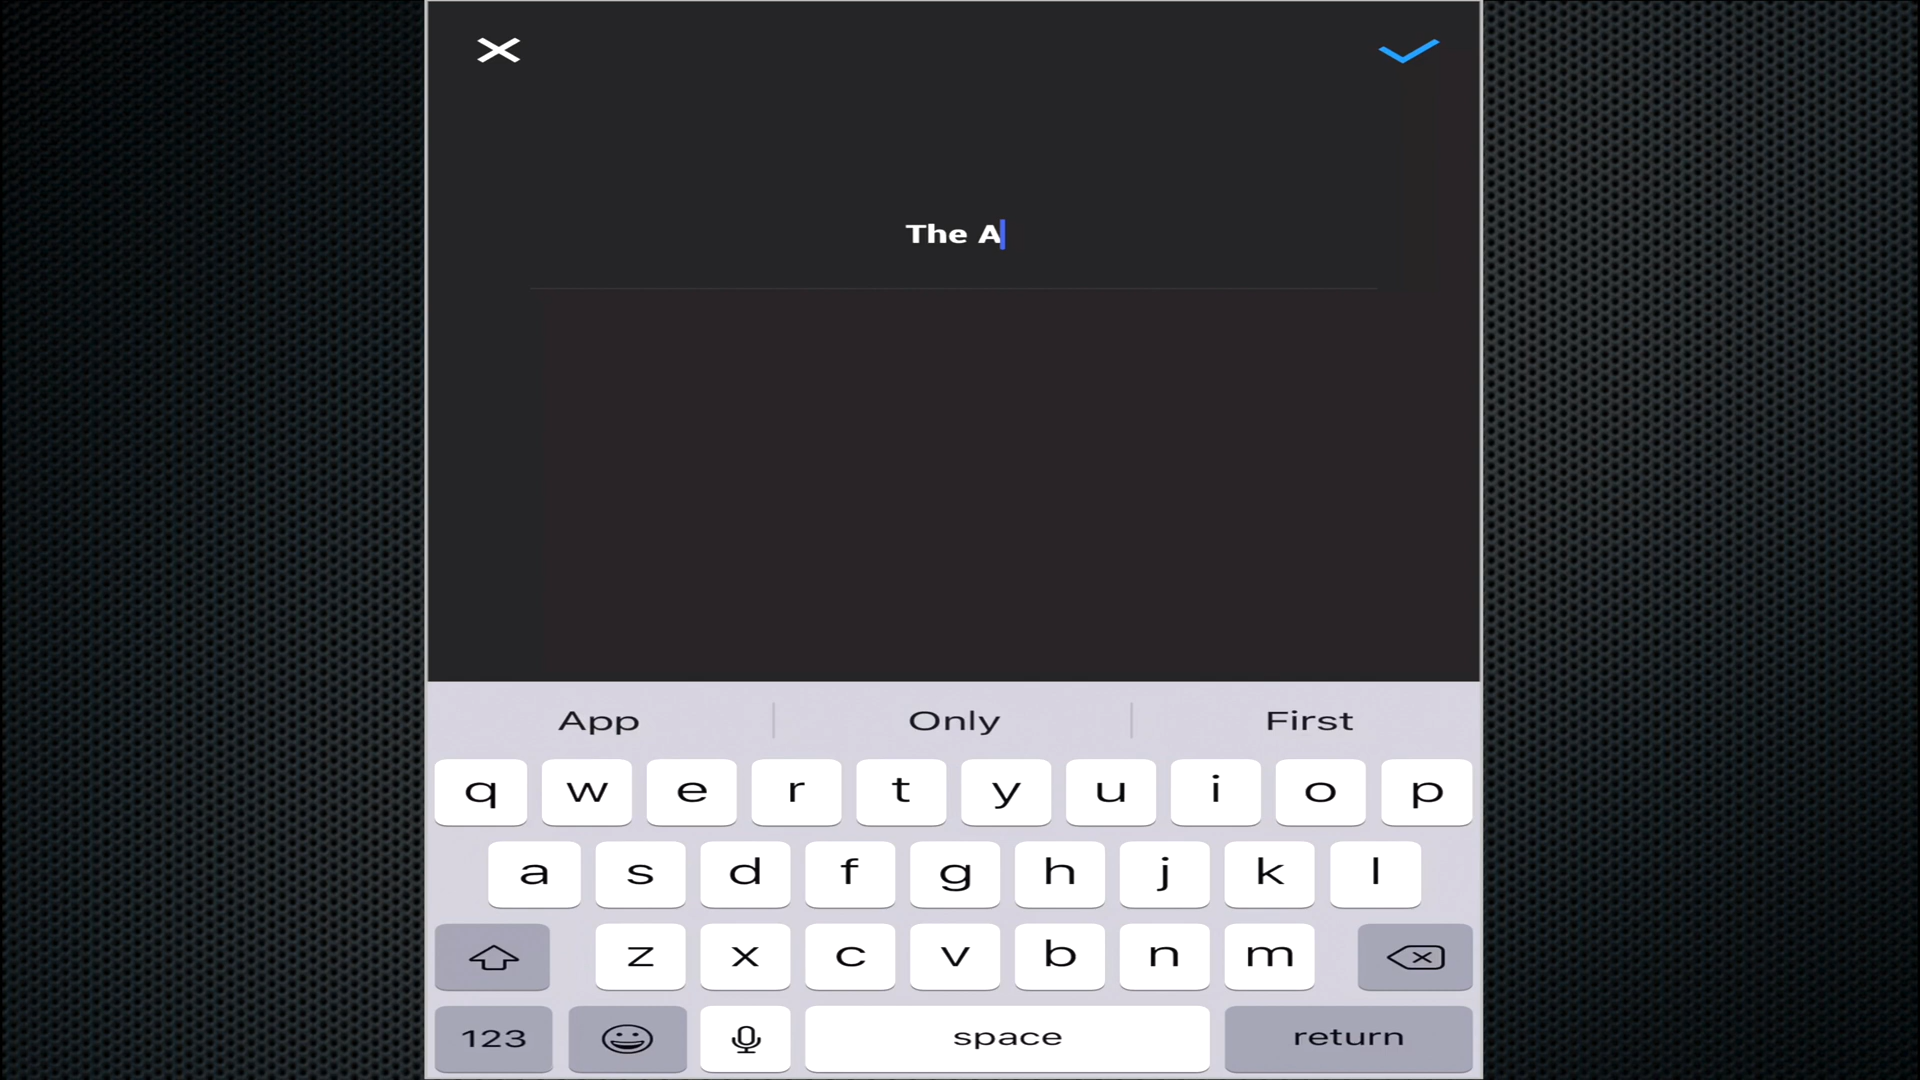 The A
App Only First
q w e r t y u i o p
a s d f g h j k l
z x c v b n m
123 space return